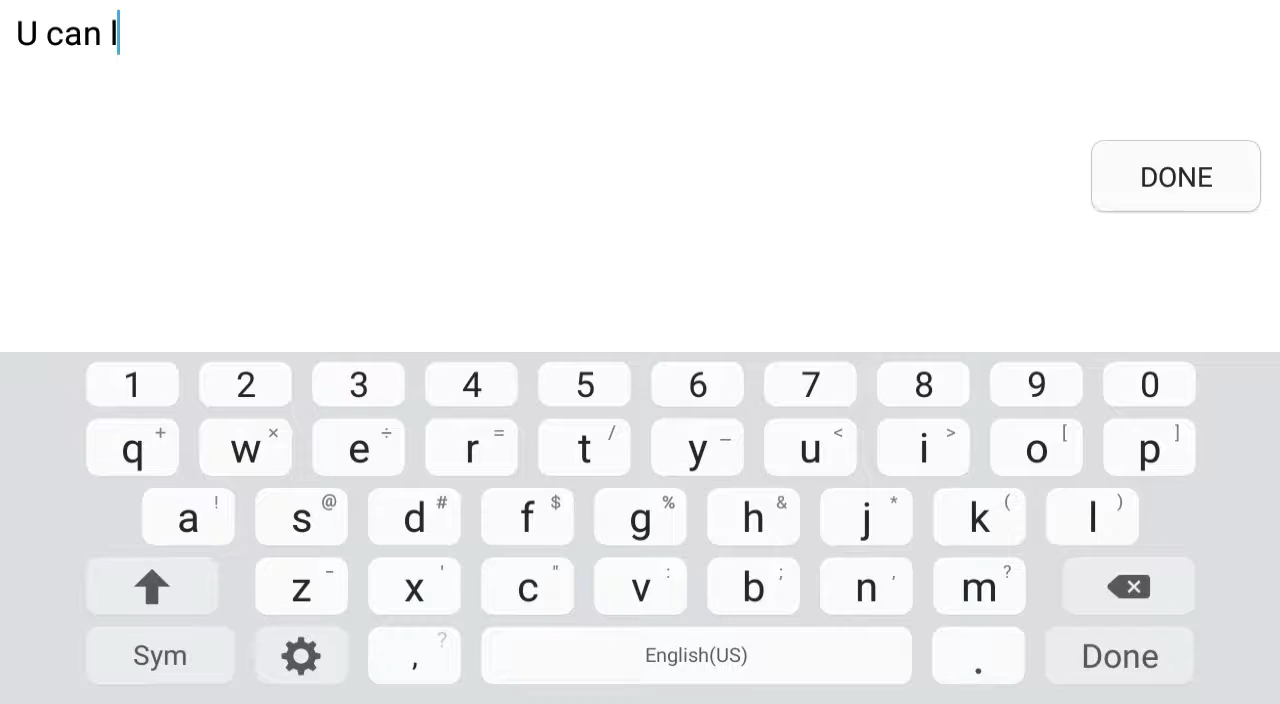 U can l
DONE
1 2 3 4 5 6 7 8 9 0
q + w × e ÷ r = t / y _ u < i > o [ p ]
a ! s @ d # f $ g % h & j * k ( l )
z - x ' c " v : b ; n , m ?
Sym , ? English(US) . Done